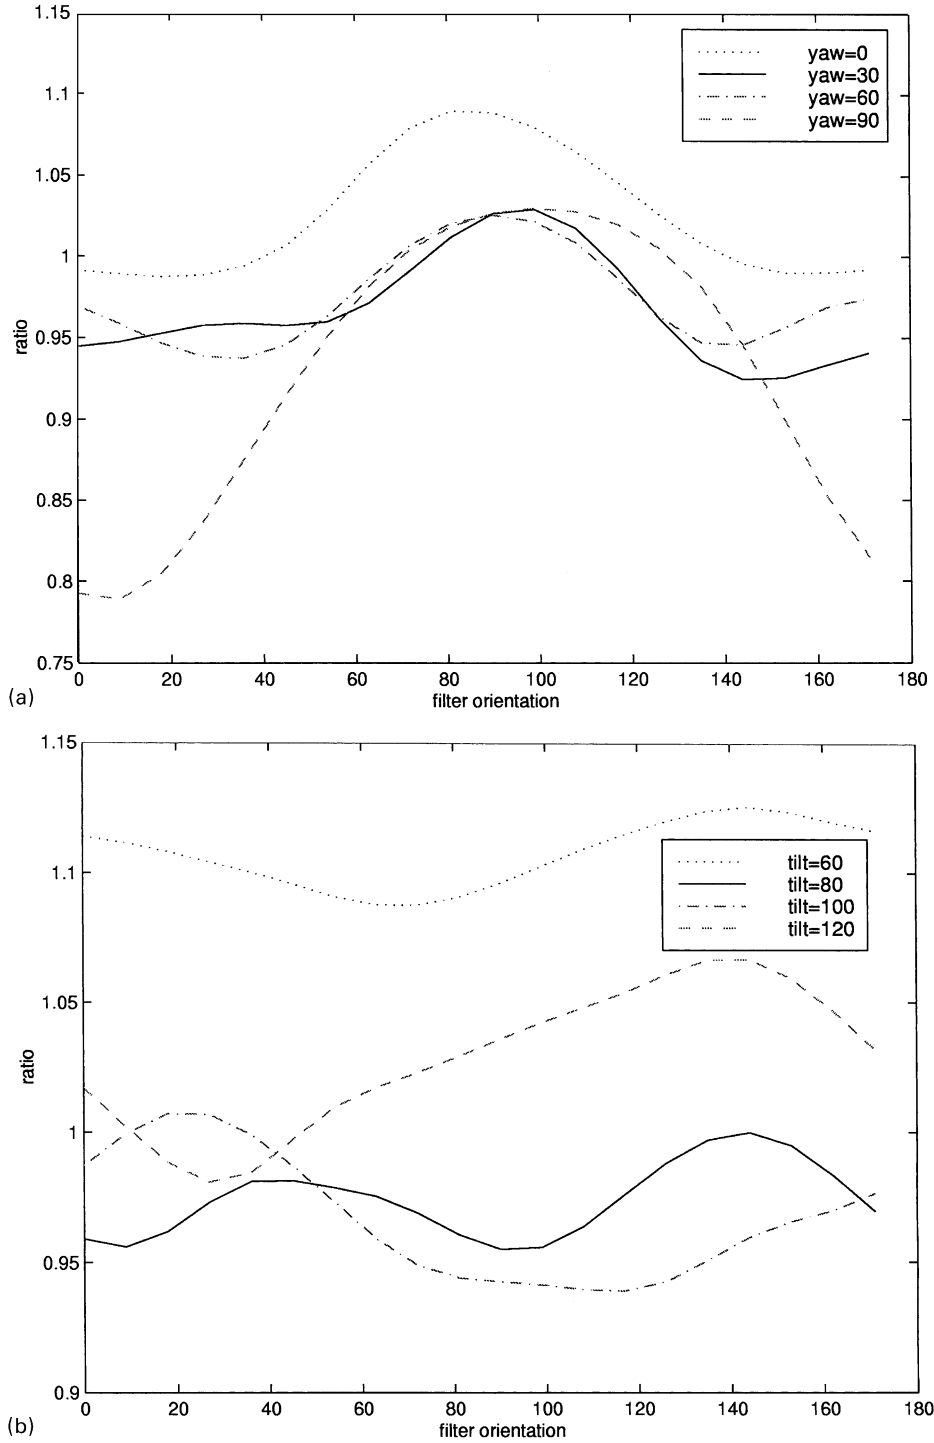 1.15
1.1
1.05
1
0.95
0.9
0.85
0.8
0.75
ratio
yaw=0
yaw=30
yaw=60
yaw=90
0 20 40 60 80 100 120 140 160 180
filter orientation
(a)
1.15
1.1
1.05
1
0.95
0.9
ratio
tilt=60
tilt=80
tilt=100
tilt=120
0 20 40 60 80 100 120 140 160 180
filter orientation
(b)